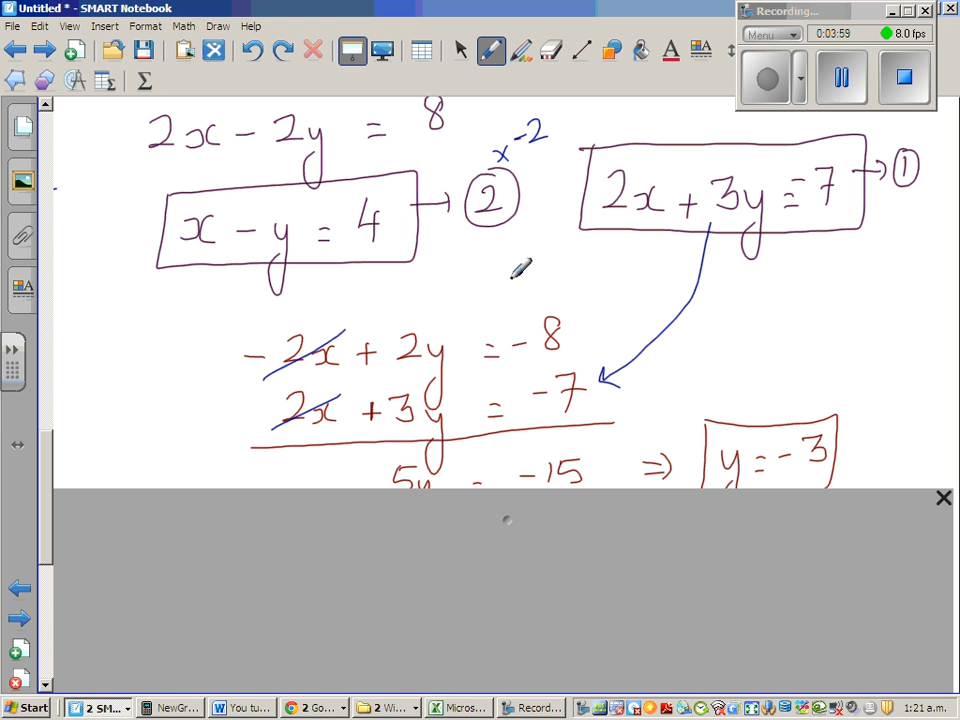 Untitled * - SMART Notebook
File Edit View Insert Format Math Draw Help
Recording...
Menu 0:03:59 8.0 fps
2x - 2y = 8
x -2
x - y = 4 → ②
2x + 3y = 7 → ①
- 2x + 2y = - 8
2x + 3y = - 7
5y = - 15 ⇒ y = - 3
Start 2 SM... NewGr... You tu... 2 Go... 2 Wi... Micros... Record... 1:21 a.m.